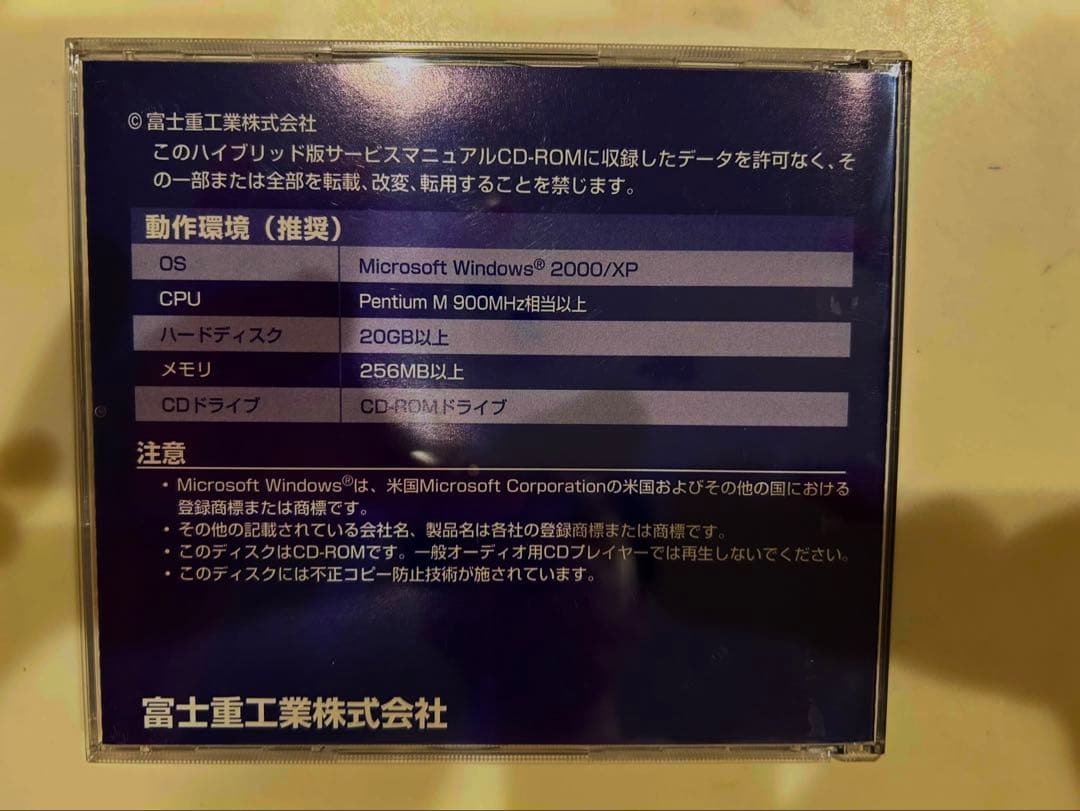 ©富士重工業株式会社
このハイブリッド版サービスマニュアルCD-ROMに収録したデータを許可なく、そ
の一部または全部を転載、改変、転用することを禁じます。
動作環境（推奨）
OS Microsoft Windows® 2000/XP
CPU Pentium M 900MHz相当以上
ハードディスク 20GB以上
メモリ 256MB以上
CDドライブ CD-ROMドライブ
注意
・Microsoft Windows®は、米国Microsoft Corporationの米国およびその他の国における
登録商標または商標です。
・その他の記載されている会社名、製品名は各社の登録商標または商標です。
・このディスクはCD-ROMです。一般オーディオ用CDプレイヤーでは再生しないでください。
・このディスクには不正コピー防止技術が施されています。
富士重工業株式会社